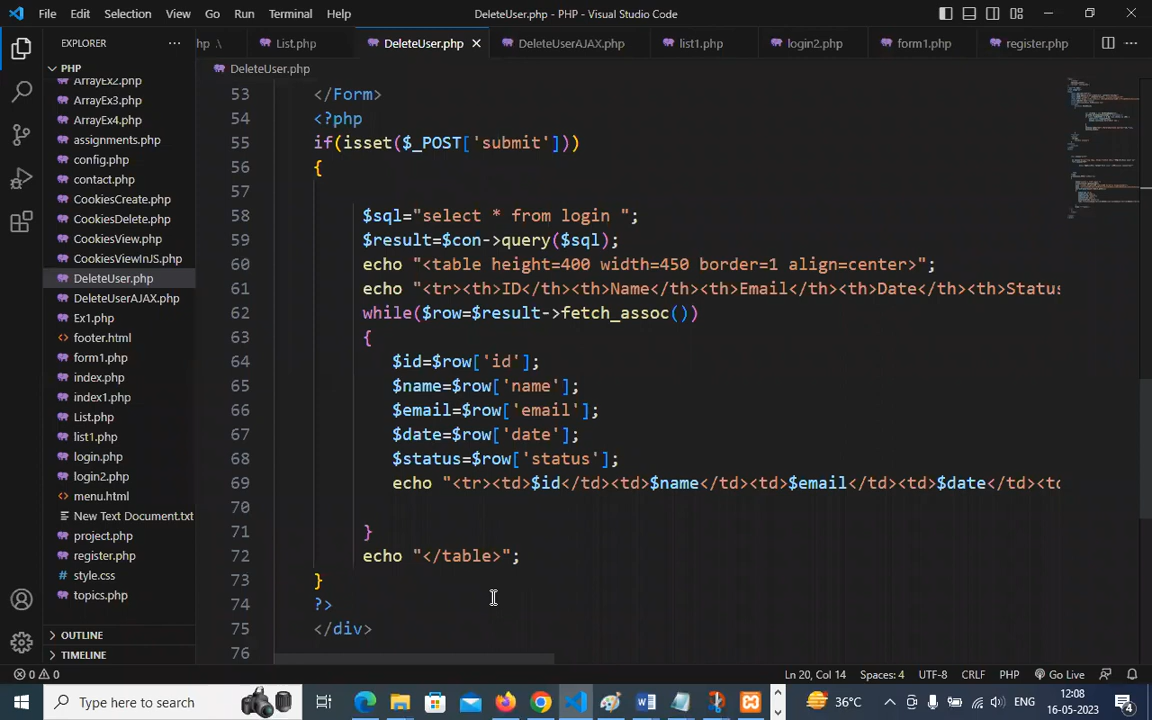 File Edit Selection View Go Run Terminal Help DeleteUser.php - PHP - Visual Studio Code
EXPLORER ··· hp List.php DeleteUser.php DeleteUserAJAX.php list1.php login2.php form1.php register.php ···
PHP
DeleteUser.php
ArrayEx2.php
ArrayEx3.php
ArrayEx4.php
assignments.php
config.php
contact.php
CookiesCreate.php
CookiesDelete.php
CookiesView.php
CookiesViewInJS.php
DeleteUser.php
DeleteUserAJAX.php
Ex1.php
footer.html
form1.php
index.php
index1.php
List.php
list1.php
login.php
login2.php
menu.html
New Text Document.txt
project.php
register.php
style.css
topics.php
OUTLINE
TIMELINE
53 </Form>
54 <?php
55 if(isset($_POST['submit']))
56 {
57
58 $sql="select * from login ";
59 $result=$con->query($sql);
60 echo "<table height=400 width=450 border=1 align=center>";
61 echo "<tr><th>ID</th><th>Name</th><th>Email</th><th>Date</th><th>Status
62 while($row=$result->fetch_assoc())
63 {
64 $id=$row['id'];
65 $name=$row['name'];
66 $email=$row['email'];
67 $date=$row['date'];
68 $status=$row['status'];
69 echo "<tr><td>$id</td><td>$name</td><td>$email</td><td>$date</td><td
70
71 }
72 echo "</table>";
73 }
74 ?>
75 </div>
76
0 0 Ln 20, Col 14 Spaces: 4 UTF-8 CRLF PHP Go Live
Type here to search 36°C ENG 12:08
16-05-2023 4